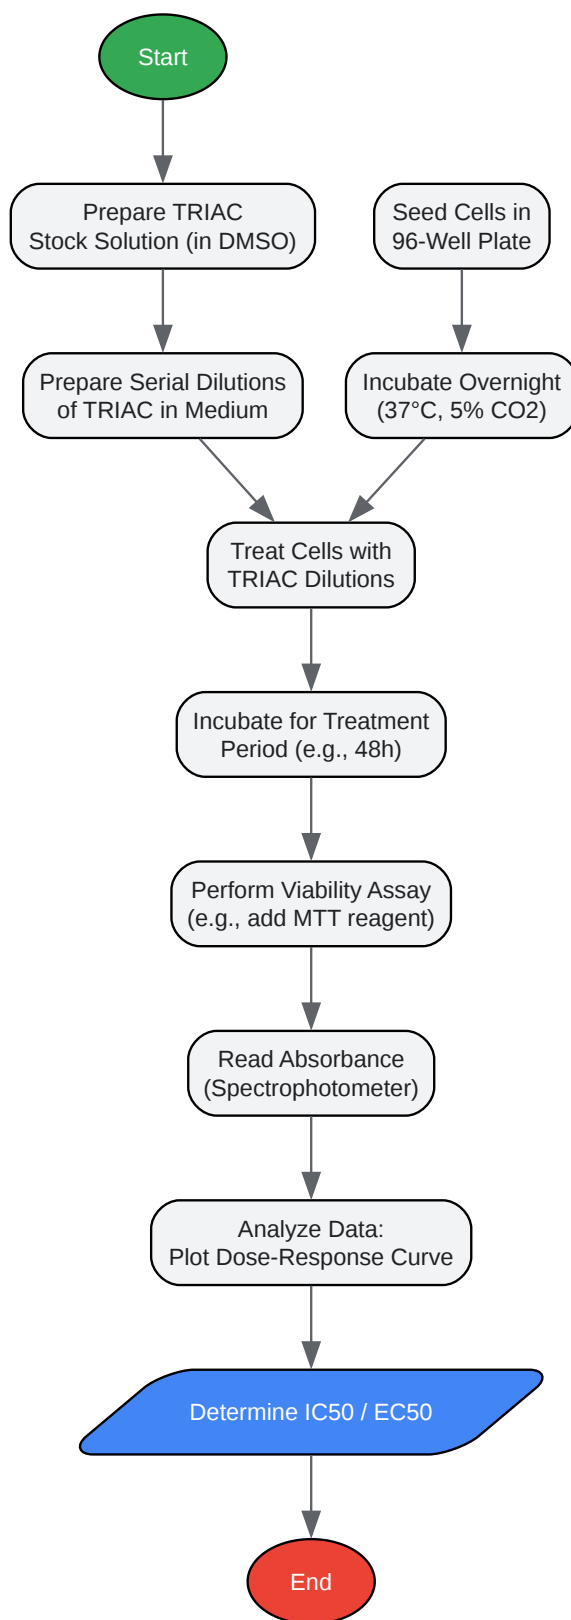 Start
Prepare TRIAC
Stock Solution (in DMSO)
Seed Cells in
96-Well Plate
Prepare Serial Dilutions
of TRIAC in Medium
Incubate Overnight
(37°C, 5% CO2)
Treat Cells with
TRIAC Dilutions
Incubate for Treatment
Period (e.g., 48h)
Perform Viability Assay
(e.g., add MTT reagent)
Read Absorbance
(Spectrophotometer)
Analyze Data:
Plot Dose-Response Curve
Determine IC50 / EC50
End